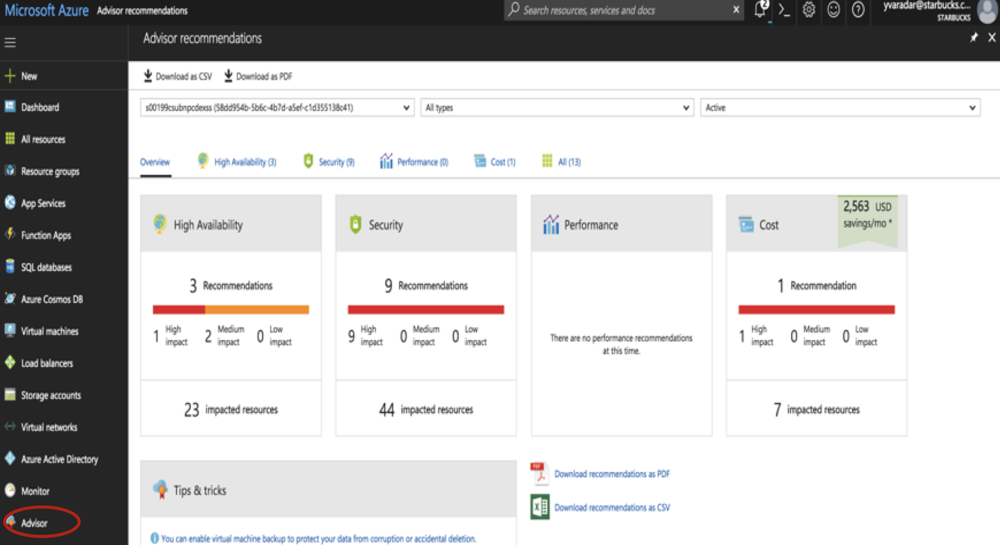 Microsoft Azure Advisor recommendations
Search resources, services and docs
2
yvaradar@starbucks.c...
STARBUCKS
Advisor recommendations
New
Dashboard
All resources
Resource groups
App Services
Function Apps
SQL databases
Azure Cosmos DB
Virtual machines
Load balancers
Storage accounts
Virtual networks
Azure Active Directory
Monitor
Advisor
Download as CSV Download as PDF
s00199csubnpcdexss (58dd954b-5b6c-4b7d-a5ef-c1d355138c41)
All types
Active
Overview High Availability (3) Security (9) Performance (0) Cost (1) All (13)
High Availability
3 Recommendations
1 High impact 2 Medium impact 0 Low impact
23 impacted resources
Security
9 Recommendations
9 High impact 0 Medium impact 0 Low impact
44 impacted resources
Performance
There are no performance recommendations
at this time.
Cost
2,563 USD
savings/mo *
1 Recommendation
1 High impact 0 Medium impact 0 Low impact
7 impacted resources
Tips & tricks
You can enable virtual machine backup to protect your data from corruption or accidental deletion.
PDF
Download recommendations as PDF
Download recommendations as CSV